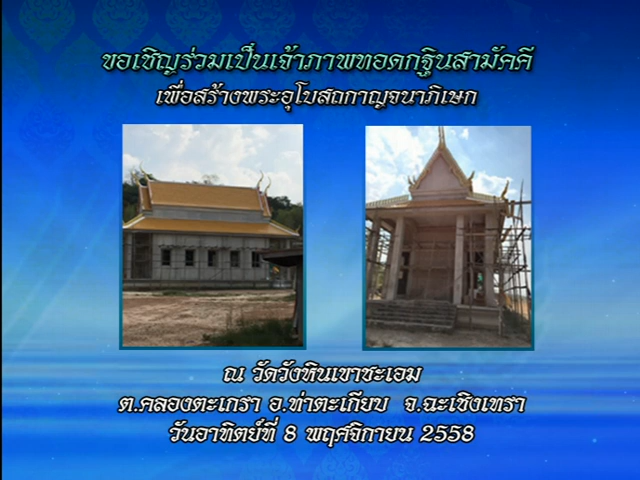 ขอเชิญร่วมเป็นเจ้าภาพทอดกฐินสามัคคี
เพื่อสร้างพระอุโบสถกาญจนาภิเษก
ณ วัดวังหินเขาชะเอม
ต.คลองตะเกรา อ.ท่าตะเกียบ จ.ฉะเชิงเทรา
วันอาทิตย์ที่ 8 พฤศจิกายน 2558